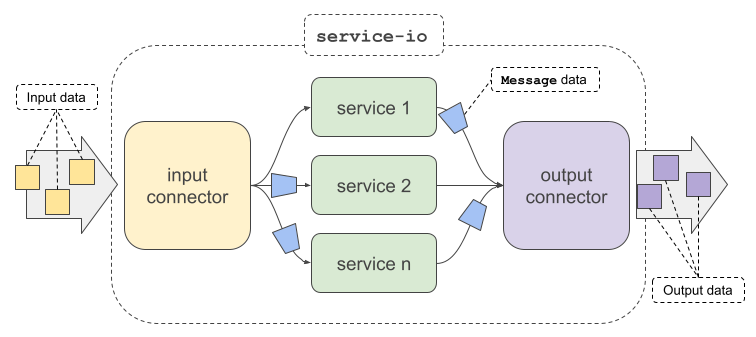 service-io
Input data
Message data
service 1
input
connector
service 2
output
connector
service n
Output data